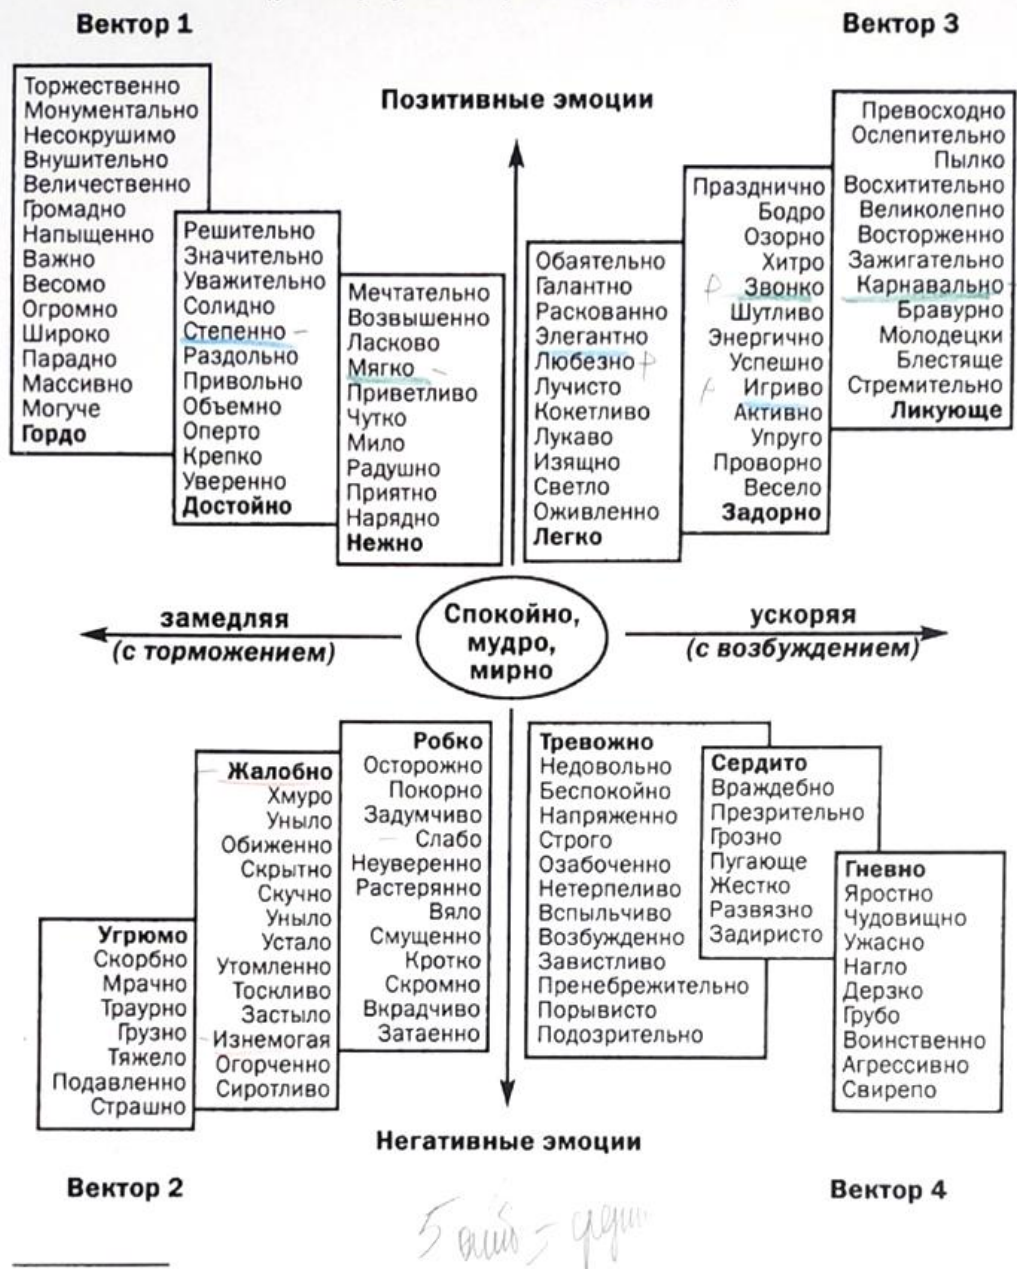 Вектор 1
Вектор 3
Позитивные эмоции
Торжественно
Монументально
Несокрушимо
Внушительно
Величественно
Громадно
Напыщенно
Важно
Весомо
Огромно
Широко
Парадно
Массивно
Могуче
Гордо
Решительно
Значительно
Уважительно
Солидно
Степенно
Раздольно
Привольно
Объемно
Оперто
Крепко
Уверенно
Достойно
Мечтательно
Возвышенно
Ласково
Мягко
Приветливо
Чутко
Мило
Радушно
Приятно
Нарядно
Нежно
Обаятельно
Галантно
Раскованно
Элегантно
Любезно
Лучисто
Кокетливо
Лукаво
Изящно
Светло
Оживленно
Легко
Празднично
Бодро
Озорно
Хитро
Звонко
Шутливо
Энергично
Успешно
Игриво
Активно
Упруго
Проворно
Весело
Задорно
Превосходно
Ослепительно
Пылко
Восхитительно
Великолепно
Восторженно
Зажигательно
Карнавально
Бравурно
Молодецки
Блестяще
Стремительно
Ликующе
замедляя
(с торможением)
Спокойно,
мудро,
мирно
ускоряя
(с возбуждением)
Угрюмо
Скорбно
Мрачно
Траурно
Грузно
Тяжело
Подавленно
Страшно
Жалобно
Хмуро
Уныло
Обиженно
Скрытно
Скучно
Уныло
Устало
Утомленно
Тоскливо
Застыло
Изнемогая
Огорченно
Сиротливо
Робко
Осторожно
Покорно
Задумчиво
Слабо
Неуверенно
Растерянно
Вяло
Смущенно
Кротко
Скромно
Вкрадчиво
Затаенно
Тревожно
Недовольно
Беспокойно
Напряженно
Строго
Озабоченно
Нетерпеливо
Вспыльчиво
Возбужденно
Завистливо
Пренебрежительно
Порывисто
Подозрительно
Сердито
Враждебно
Презрительно
Грозно
Пугающе
Жестко
Развязно
Задиристо
Гневно
Яростно
Чудовищно
Ужасно
Нагло
Дерзко
Грубо
Воинственно
Агрессивно
Свирепо
Негативные эмоции
Вектор 2
Вектор 4
5